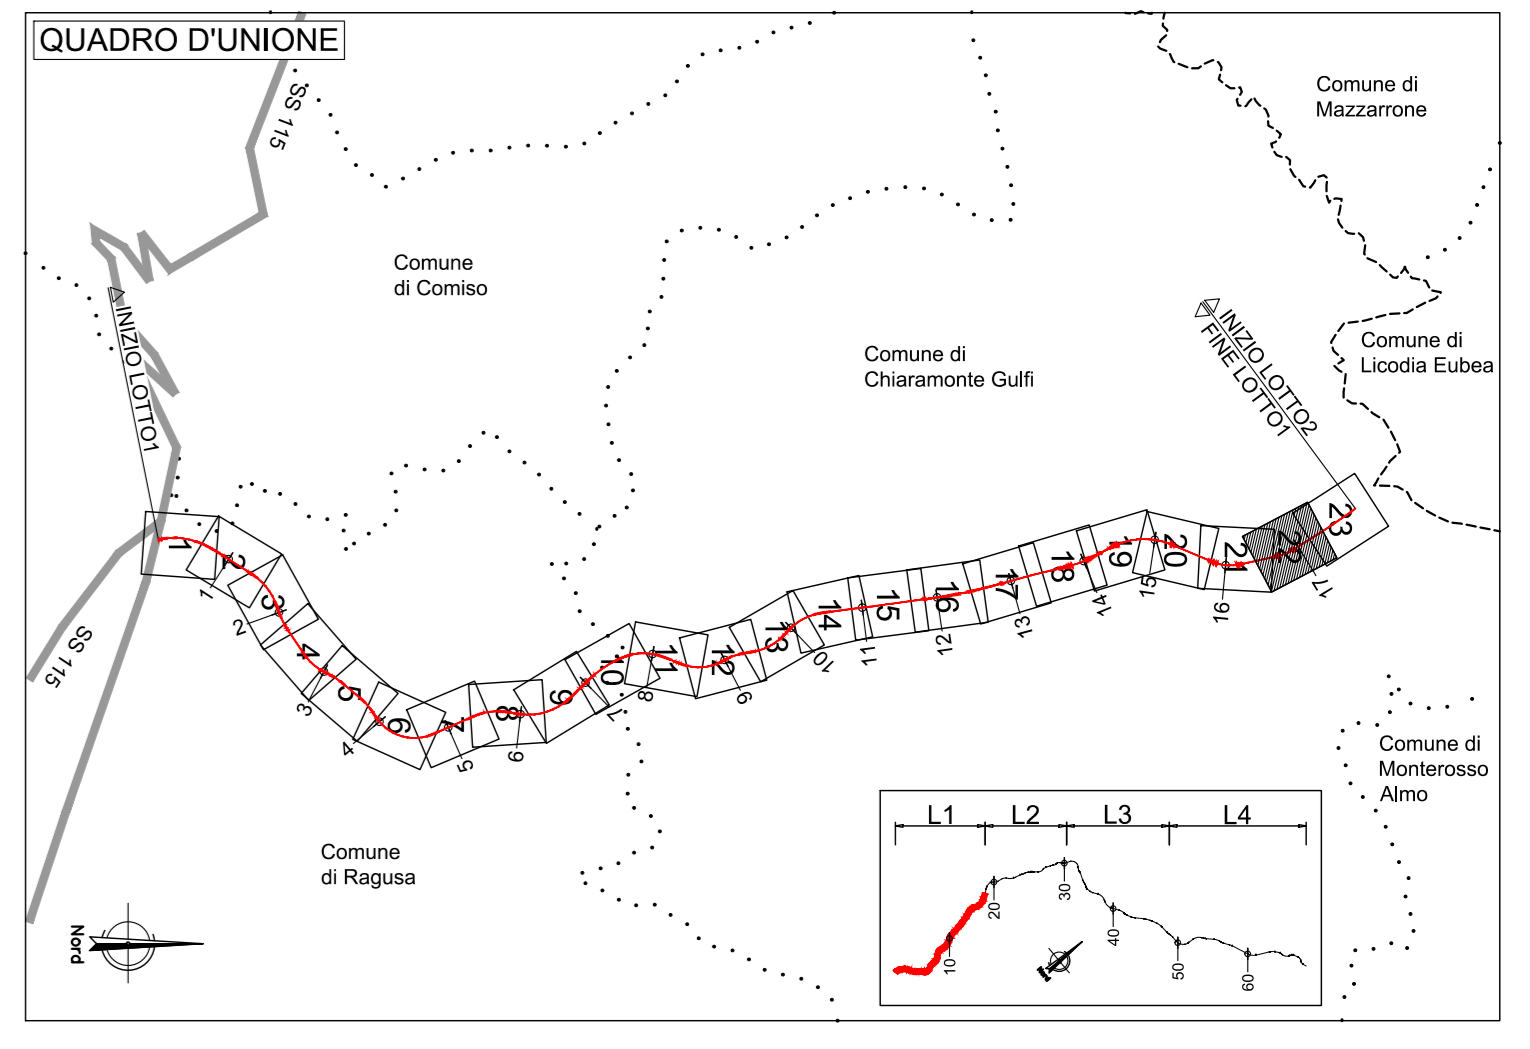 QUADRO D'UNIONE
SS 115
Comune di
Mazzarrone
Comune
di Comiso
INIZIO LOTTO1
Comune di
Chiaramonte Gulfi
INIZIO LOTTO2
FINE LOTTO1
Comune di
Licodia Eubea
1
2
3
4
5
6
7
8
9
10
11
12
13
14
15
16
17
18
19
20
21
22
23
1
2
3
4
5
6
7
8
9
10
11
12
13
14
15
16
17
SS 115
Comune
di Ragusa
Comune di
Monterosso
Almo
Nord
L1
L2
L3
L4
10
20
30
40
50
60
Nord